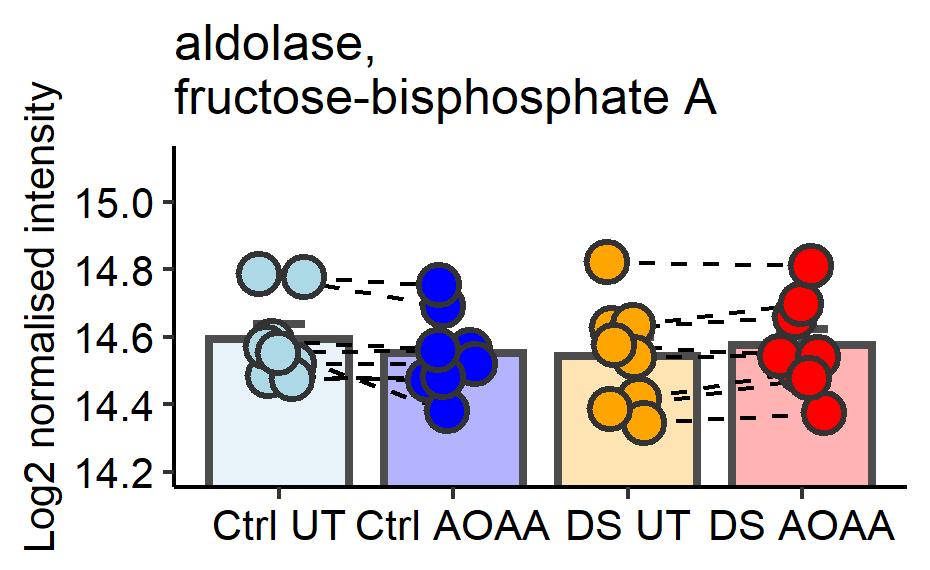 aldolase,
fructose-bisphosphate A
Log2 normalised intensity
15.0
14.8
14.6
14.4
14.2
Ctrl UT Ctrl AOAA DS UT DS AOAA